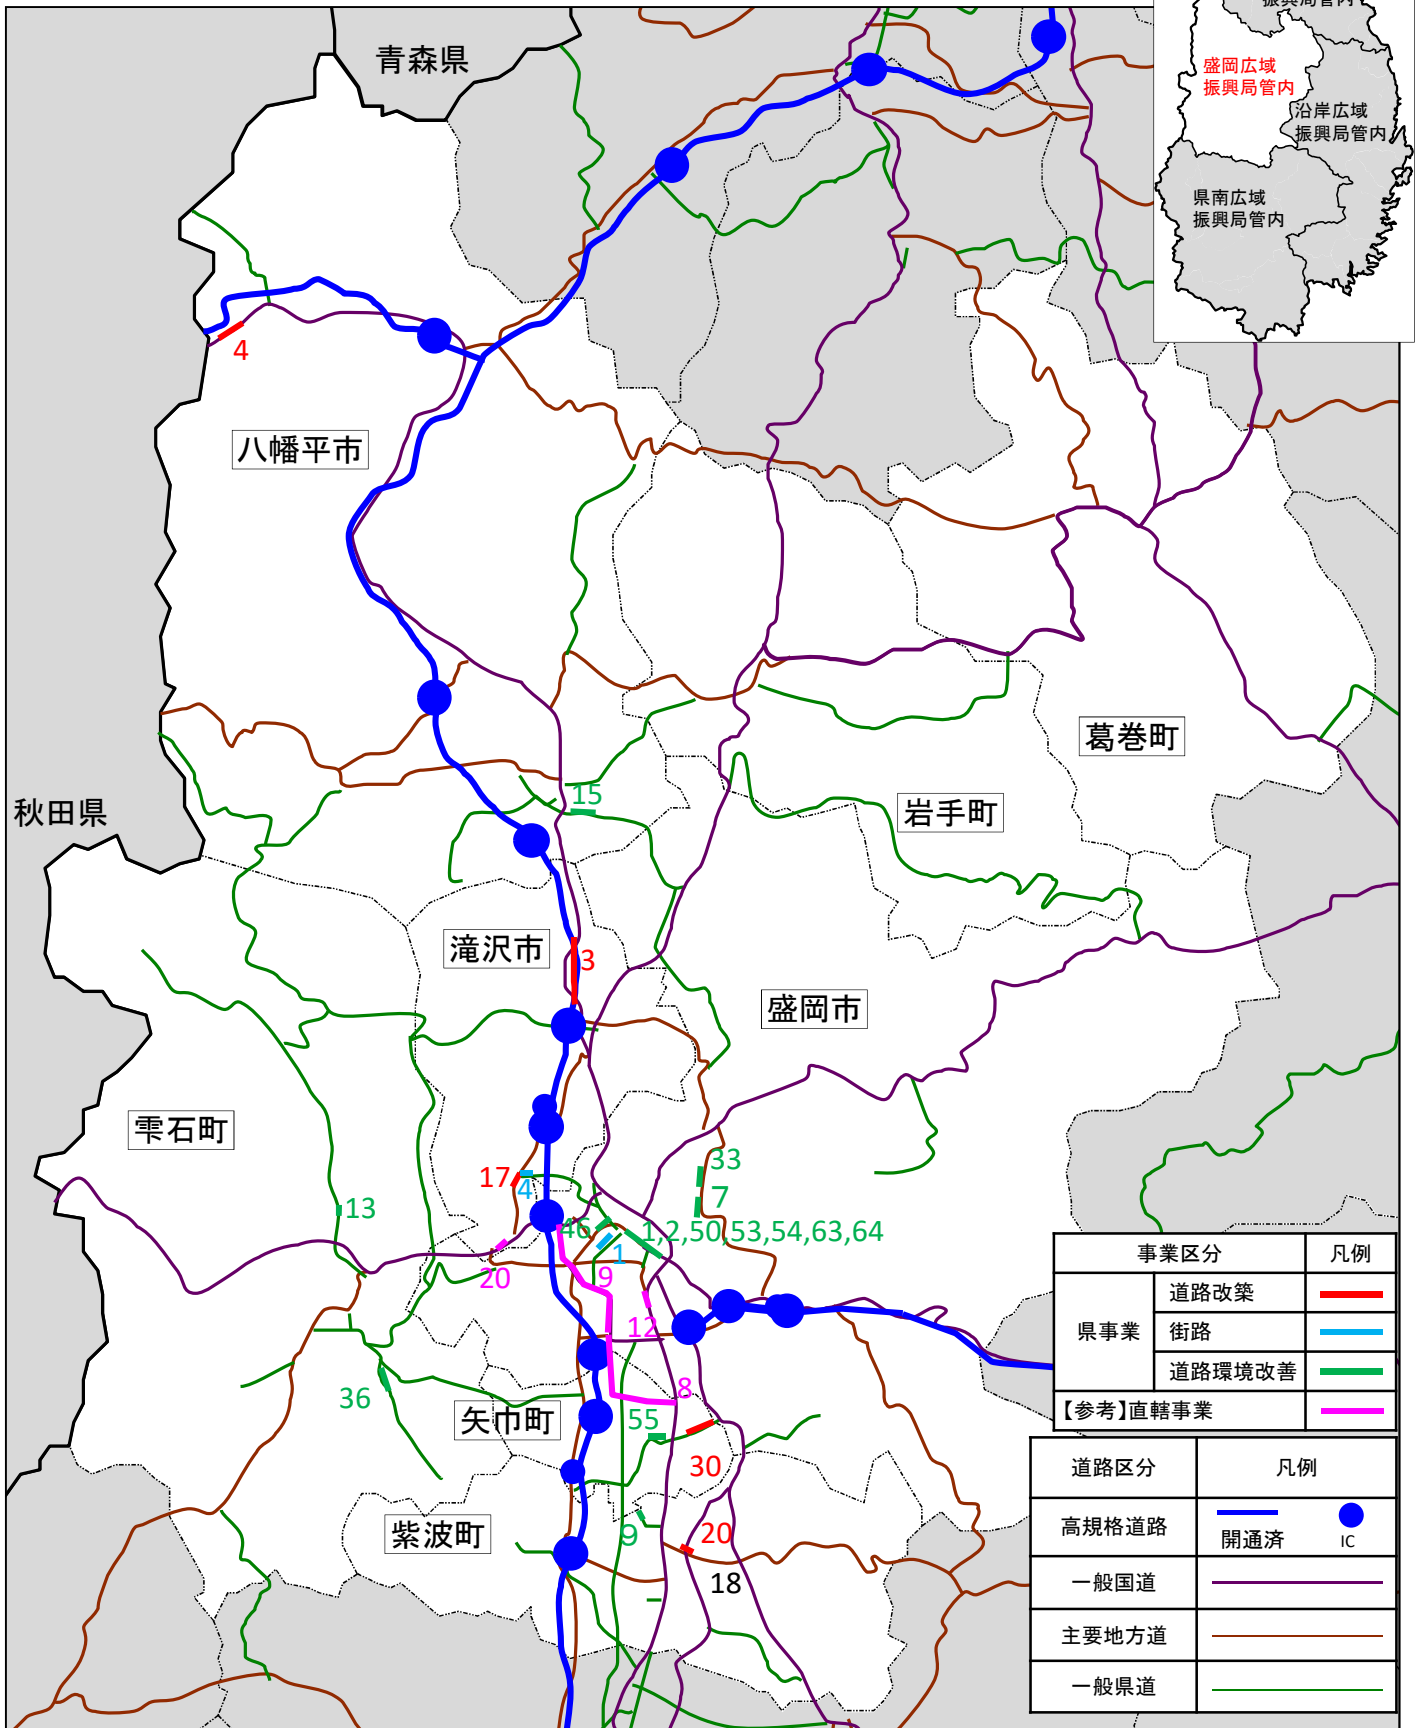 振興局管内
青森県
盛岡広域
振興局管内
沿岸広域
振興局管内
県南広域
振興局管内
4
八幡平市
葛巻町
秋田県
15
岩手町
滝沢市
3
盛岡市
雫石町
33
17
4
7
13
46
1,2,50,53,54,63,64
1
20
9
12
36
8
矢巾町
55
30
紫波町
9
20
18
事業区分
凡例
県事業
道路改築
街路
道路環境改善
【参考】直轄事業
道路区分
凡例
高規格道路
開通済
IC
一般国道
主要地方道
一般県道